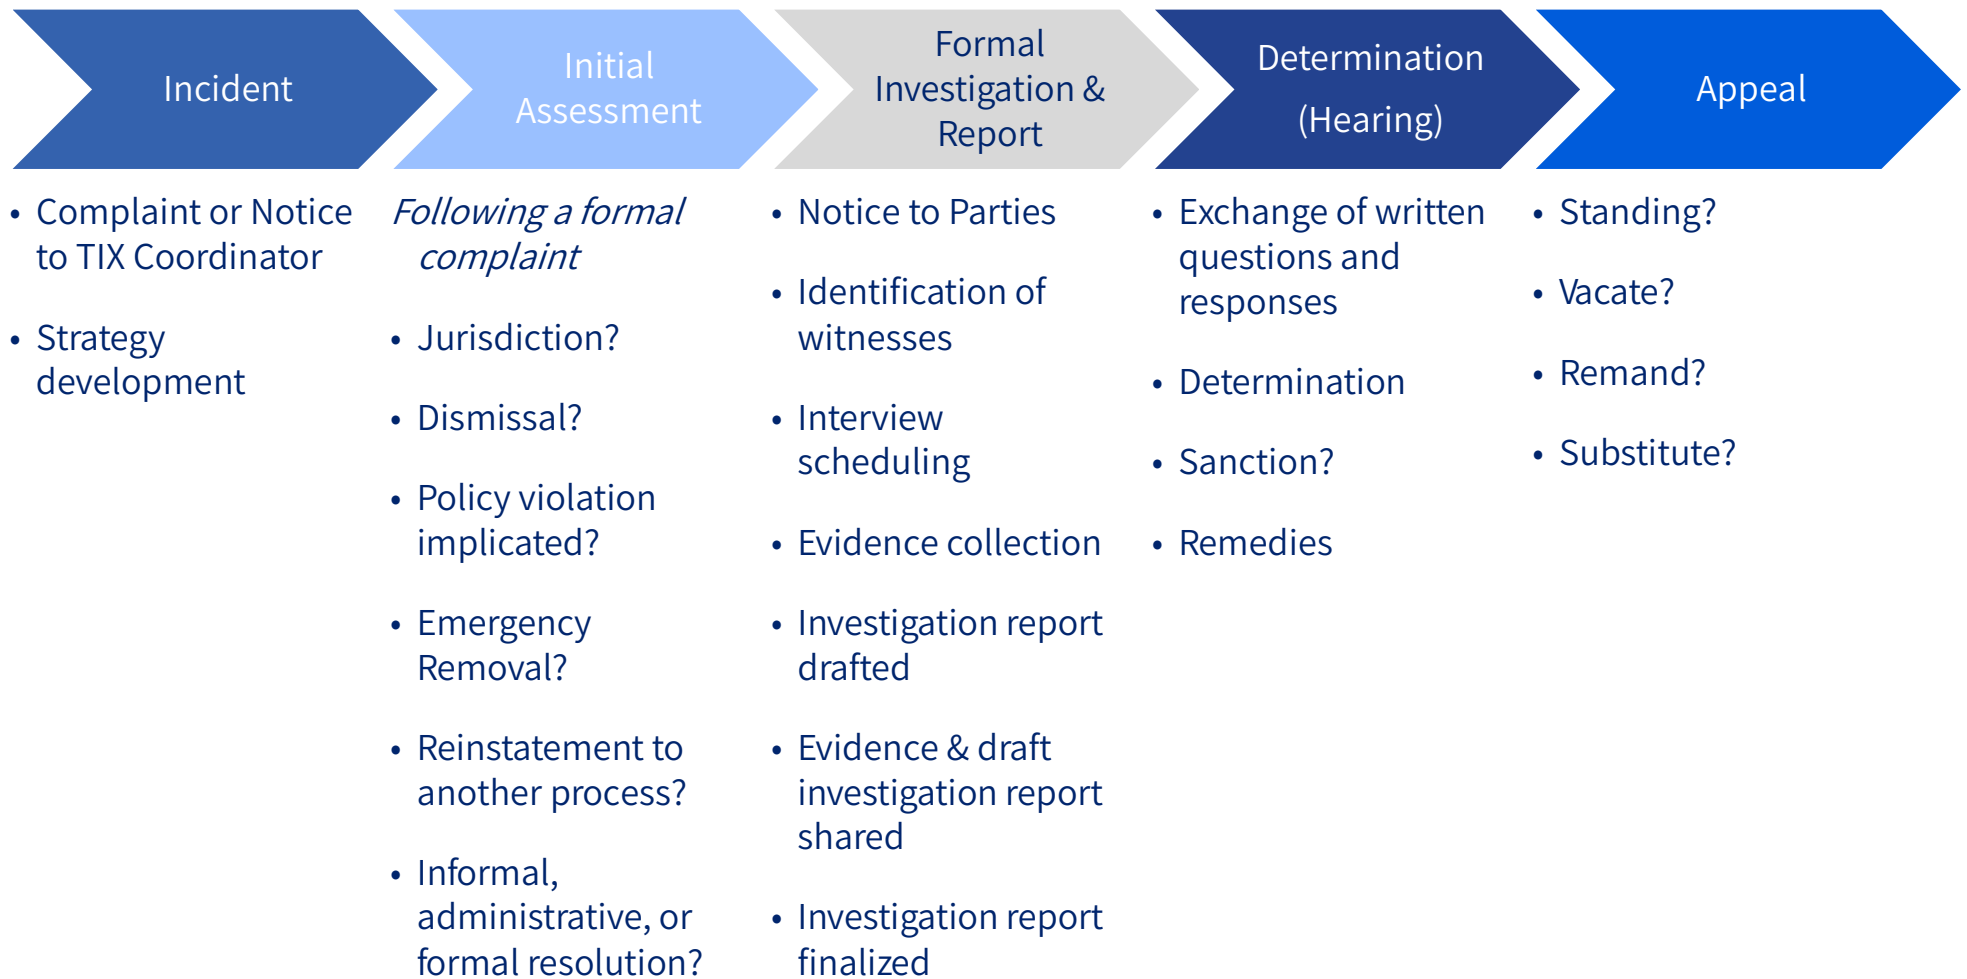 Incident
Initial
Assessment
Formal
Investigation &
Report
Determination
(Hearing)
Appeal
• Complaint or Notice
to TIX Coordinator
• Strategy
development
Following a formal
complaint
• Jurisdiction?
• Dismissal?
• Policy violation
implicated?
• Emergency
Removal?
• Reinstatement to
another process?
• Informal,
administrative, or
formal resolution?
• Notice to Parties
• Identification of
witnesses
• Interview
scheduling
• Evidence collection
• Investigation report
drafted
• Evidence & draft
investigation report
shared
• Investigation report
finalized
• Exchange of written
questions and
responses
• Determination
• Sanction?
• Remedies
• Standing?
• Vacate?
• Remand?
• Substitute?